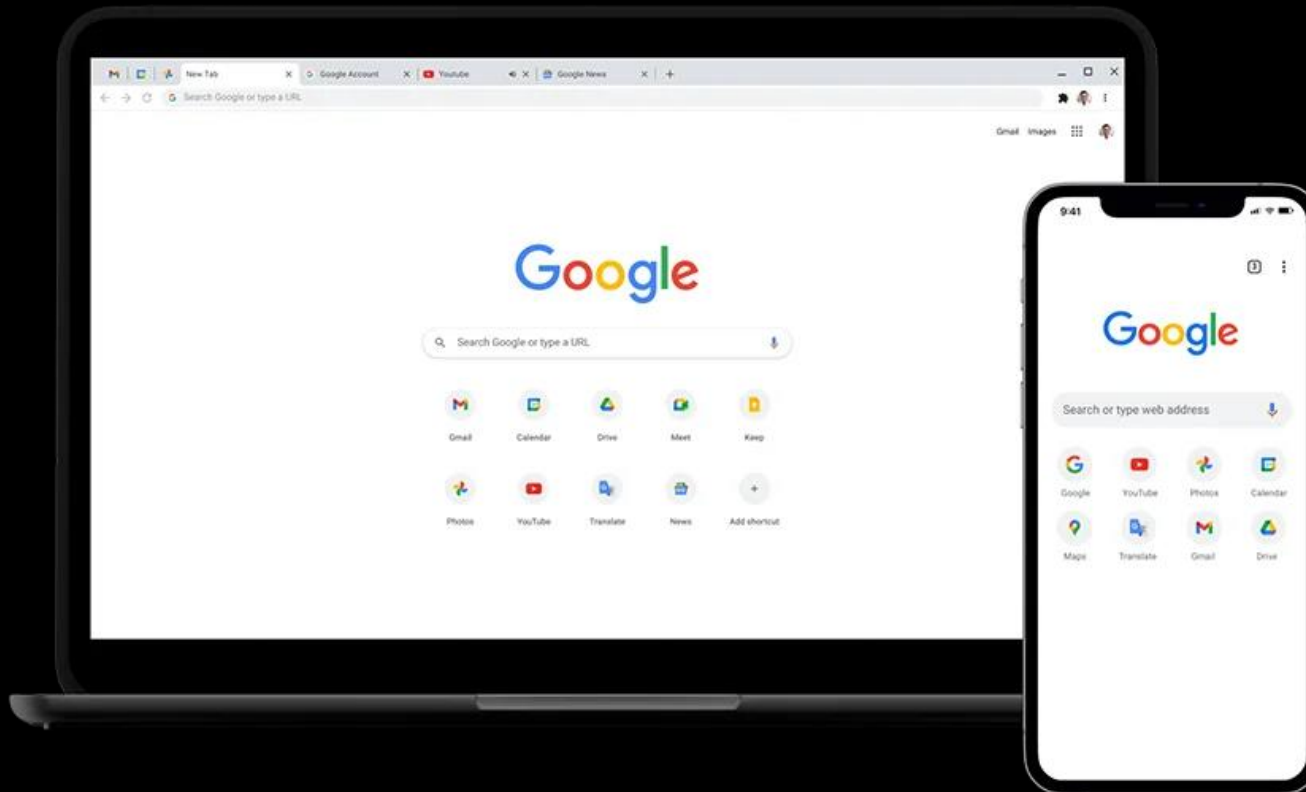 New Tab
Google Account
Youtube
Google News
Search Google or type a URL
Gmail Images
Google
Search Google or type a URL
Gmail Calendar Drive Meet Keep
Photos YouTube Translate News Add shortcut
9:41
3
Google
Search or type web address
Google YouTube Photos Calendar
Maps Translate Gmail Drive